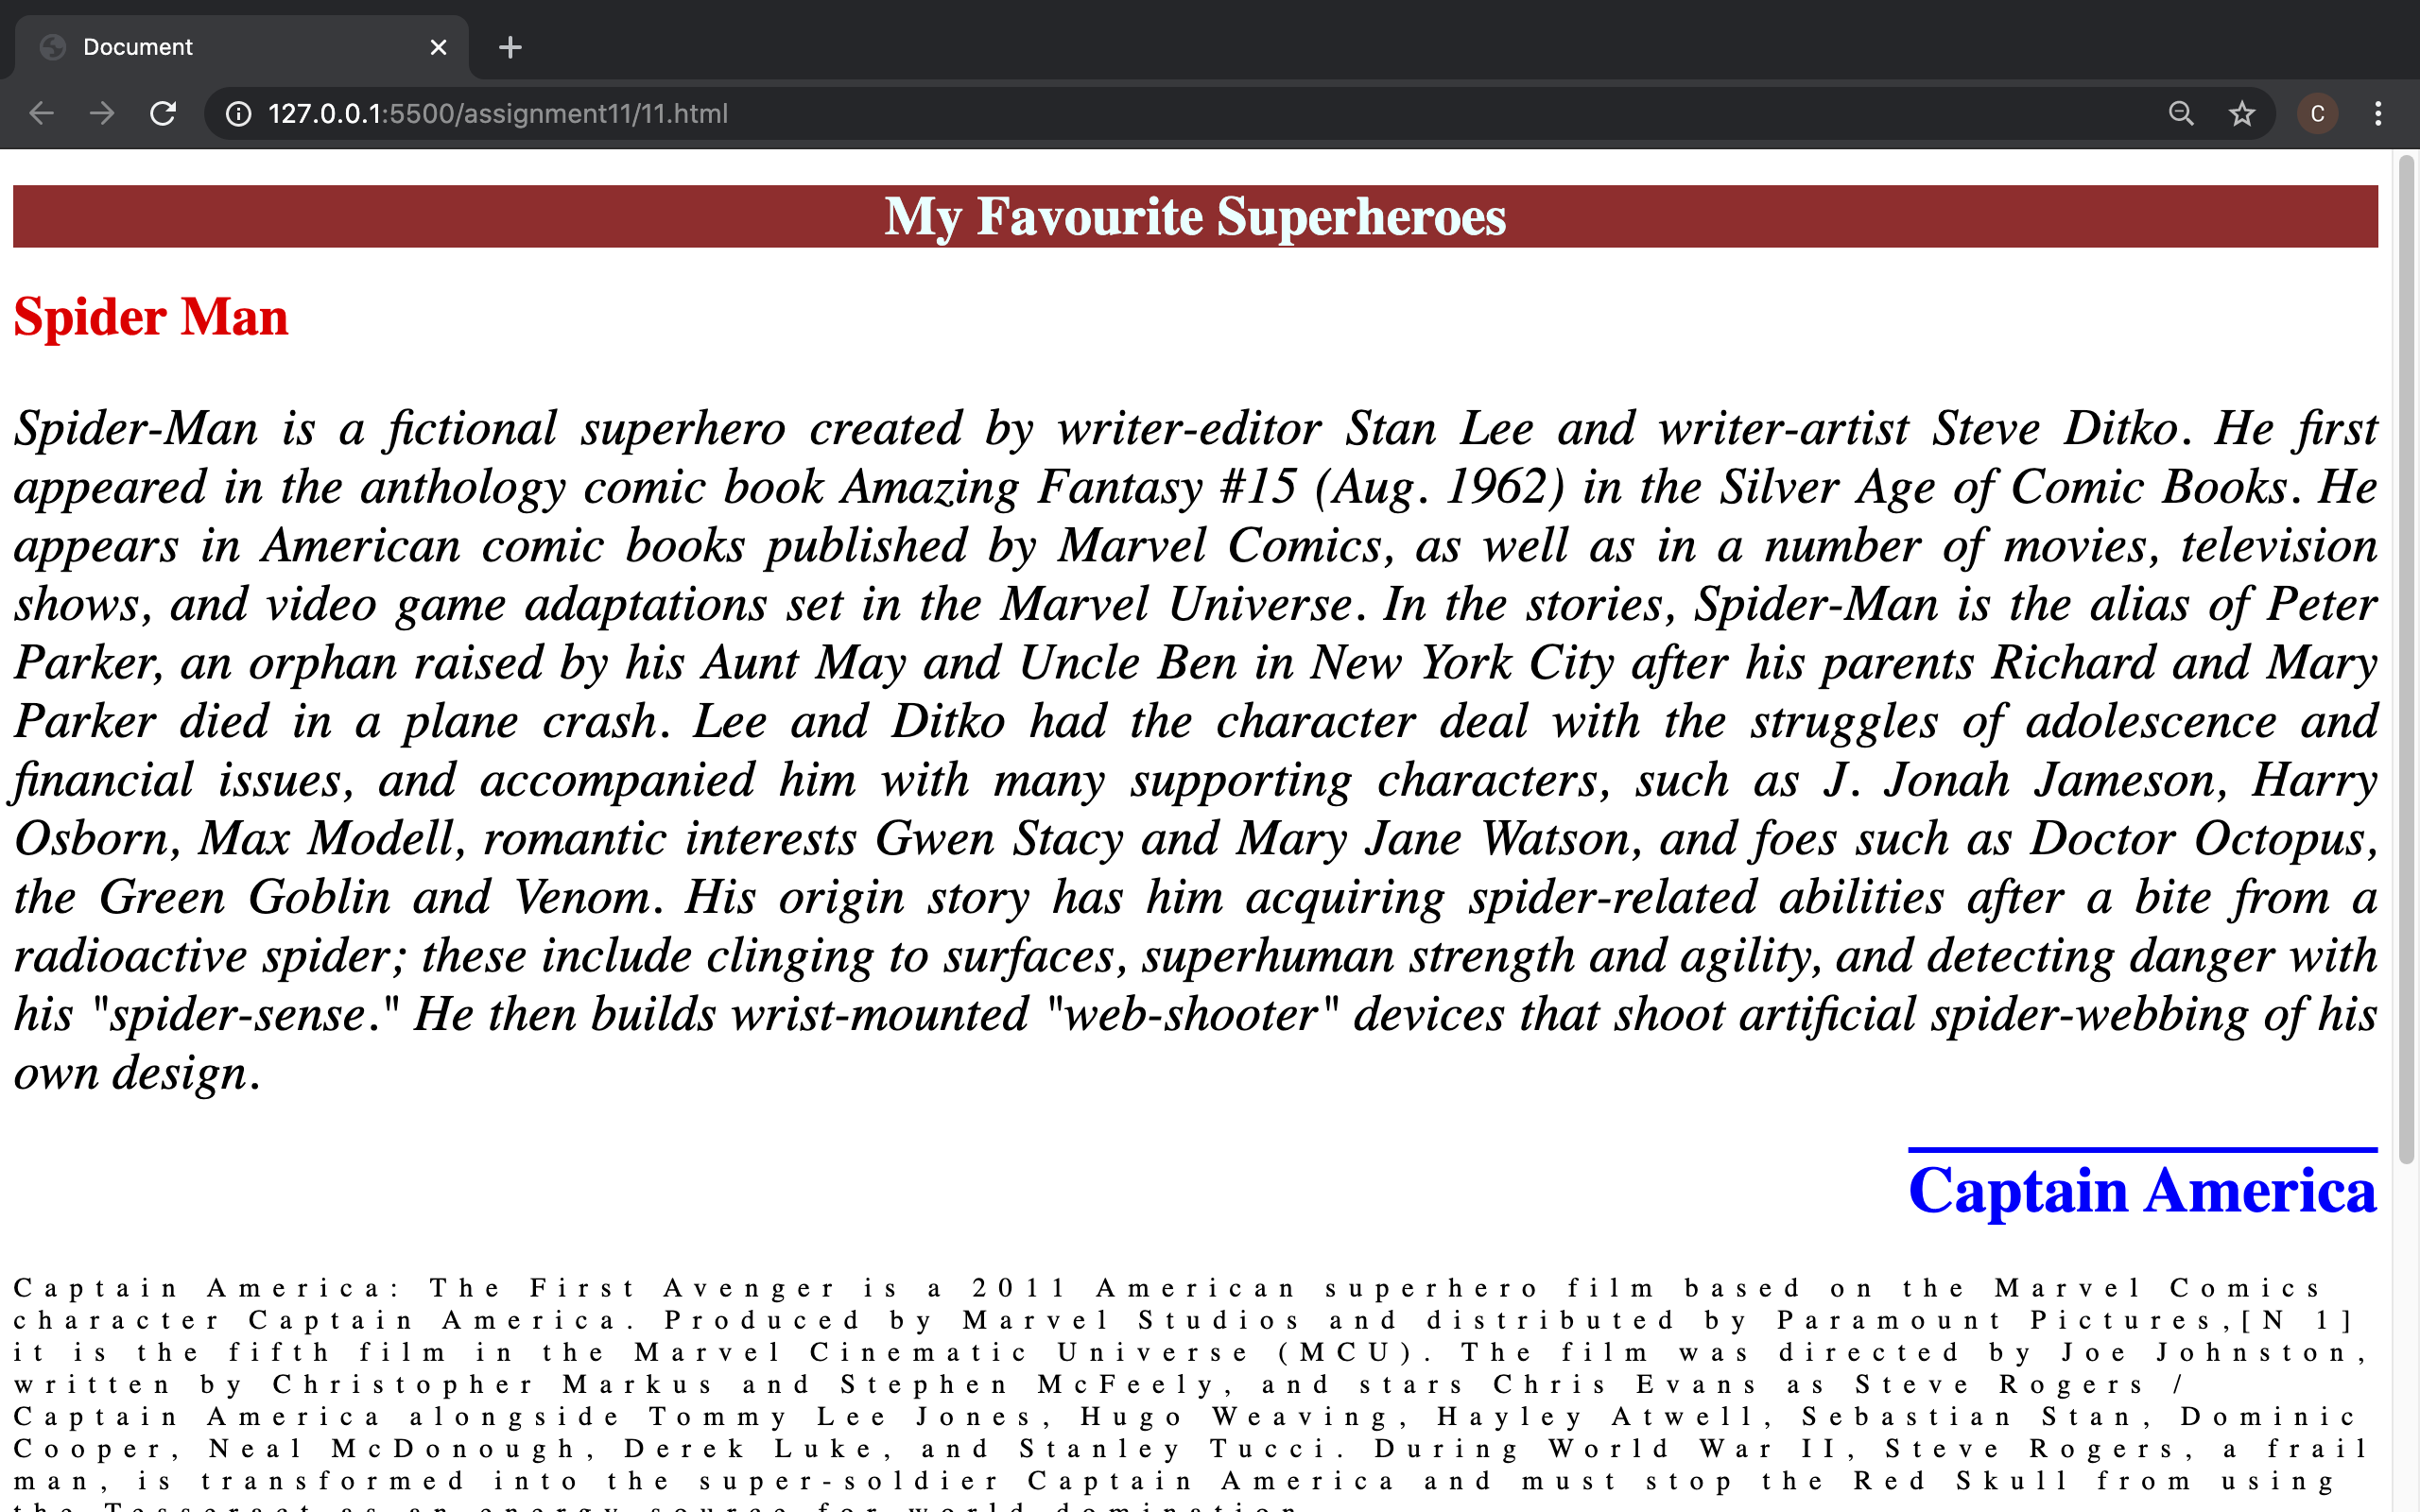 Document
127.0.0.1:5500/assignment11/11.html
C
My Favourite Superheroes
Spider Man
Spider-Man is a fictional superhero created by writer-editor Stan Lee and writer-artist Steve Ditko. He first
appeared in the anthology comic book Amazing Fantasy #15 (Aug. 1962) in the Silver Age of Comic Books. He
appears in American comic books published by Marvel Comics, as well as in a number of movies, television
shows, and video game adaptations set in the Marvel Universe. In the stories, Spider-Man is the alias of Peter
Parker, an orphan raised by his Aunt May and Uncle Ben in New York City after his parents Richard and Mary
Parker died in a plane crash. Lee and Ditko had the character deal with the struggles of adolescence and
financial issues, and accompanied him with many supporting characters, such as J. Jonah Jameson, Harry
Osborn, Max Modell, romantic interests Gwen Stacy and Mary Jane Watson, and foes such as Doctor Octopus,
the Green Goblin and Venom. His origin story has him acquiring spider-related abilities after a bite from a
radioactive spider; these include clinging to surfaces, superhuman strength and agility, and detecting danger with
his "spider-sense." He then builds wrist-mounted "web-shooter" devices that shoot artificial spider-webbing of his
own design.
Captain America
Captain America: The First Avenger is a 2011 American superhero film based on the Marvel Comics
character Captain America. Produced by Marvel Studios and distributed by Paramount Pictures,[N 1]
it is the fifth film in the Marvel Cinematic Universe (MCU). The film was directed by Joe Johnston,
written by Christopher Markus and Stephen McFeely, and stars Chris Evans as Steve Rogers /
Captain America alongside Tommy Lee Jones, Hugo Weaving, Hayley Atwell, Sebastian Stan, Dominic
Cooper, Neal McDonough, Derek Luke, and Stanley Tucci. During World War II, Steve Rogers, a frail
man, is transformed into the super-soldier Captain America and must stop the Red Skull from using
the Tesseract as an energy source for world domination